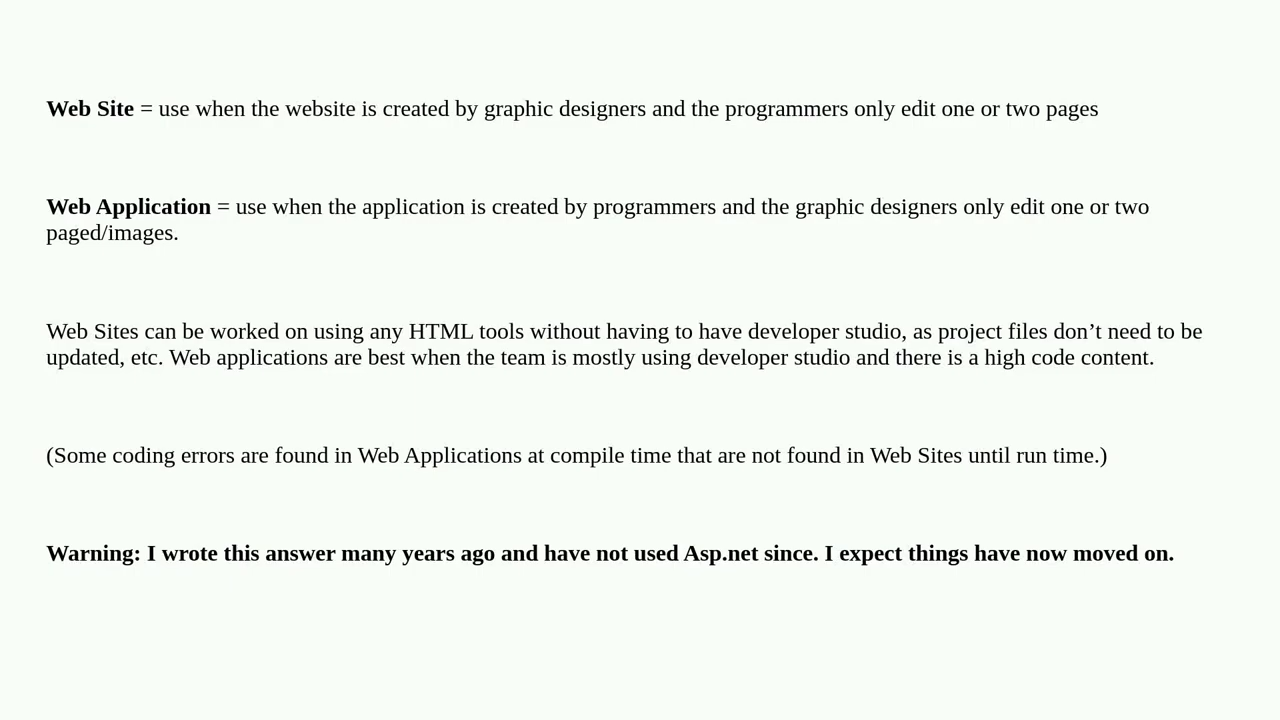 Web Site = use when the website is created by graphic designers and the programmers only edit one or two pages
Web Application = use when the application is created by programmers and the graphic designers only edit one or two
paged/images.
Web Sites can be worked on using any HTML tools without having to have developer studio, as project files don’t need to be
updated, etc. Web applications are best when the team is mostly using developer studio and there is a high code content.
(Some coding errors are found in Web Applications at compile time that are not found in Web Sites until run time.)
Warning: I wrote this answer many years ago and have not used Asp.net since. I expect things have now moved on.